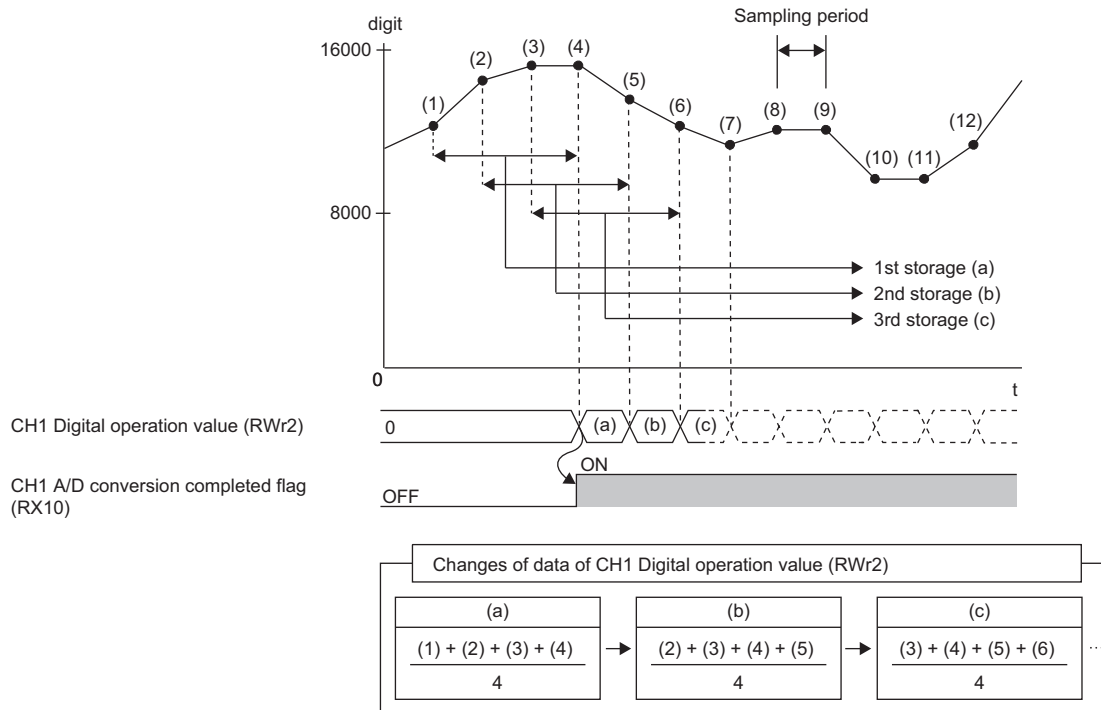 digit
Sampling period
16000
(1)
(2)
(3)
(4)
(5)
(6)
(7)
(8)
(9)
(10)
(11)
(12)
8000
1st storage (a)
2nd storage (b)
3rd storage (c)
0
t
CH1 Digital operation value (RWr2)
0
(a)
(b)
(c)
ON
CH1 A/D conversion completed flag
(RX10)
OFF
Changes of data of CH1 Digital operation value (RWr2)
(a)
(1) + (2) + (3) + (4)
4
(b)
(2) + (3) + (4) + (5)
4
(c)
(3) + (4) + (5) + (6)
4
...